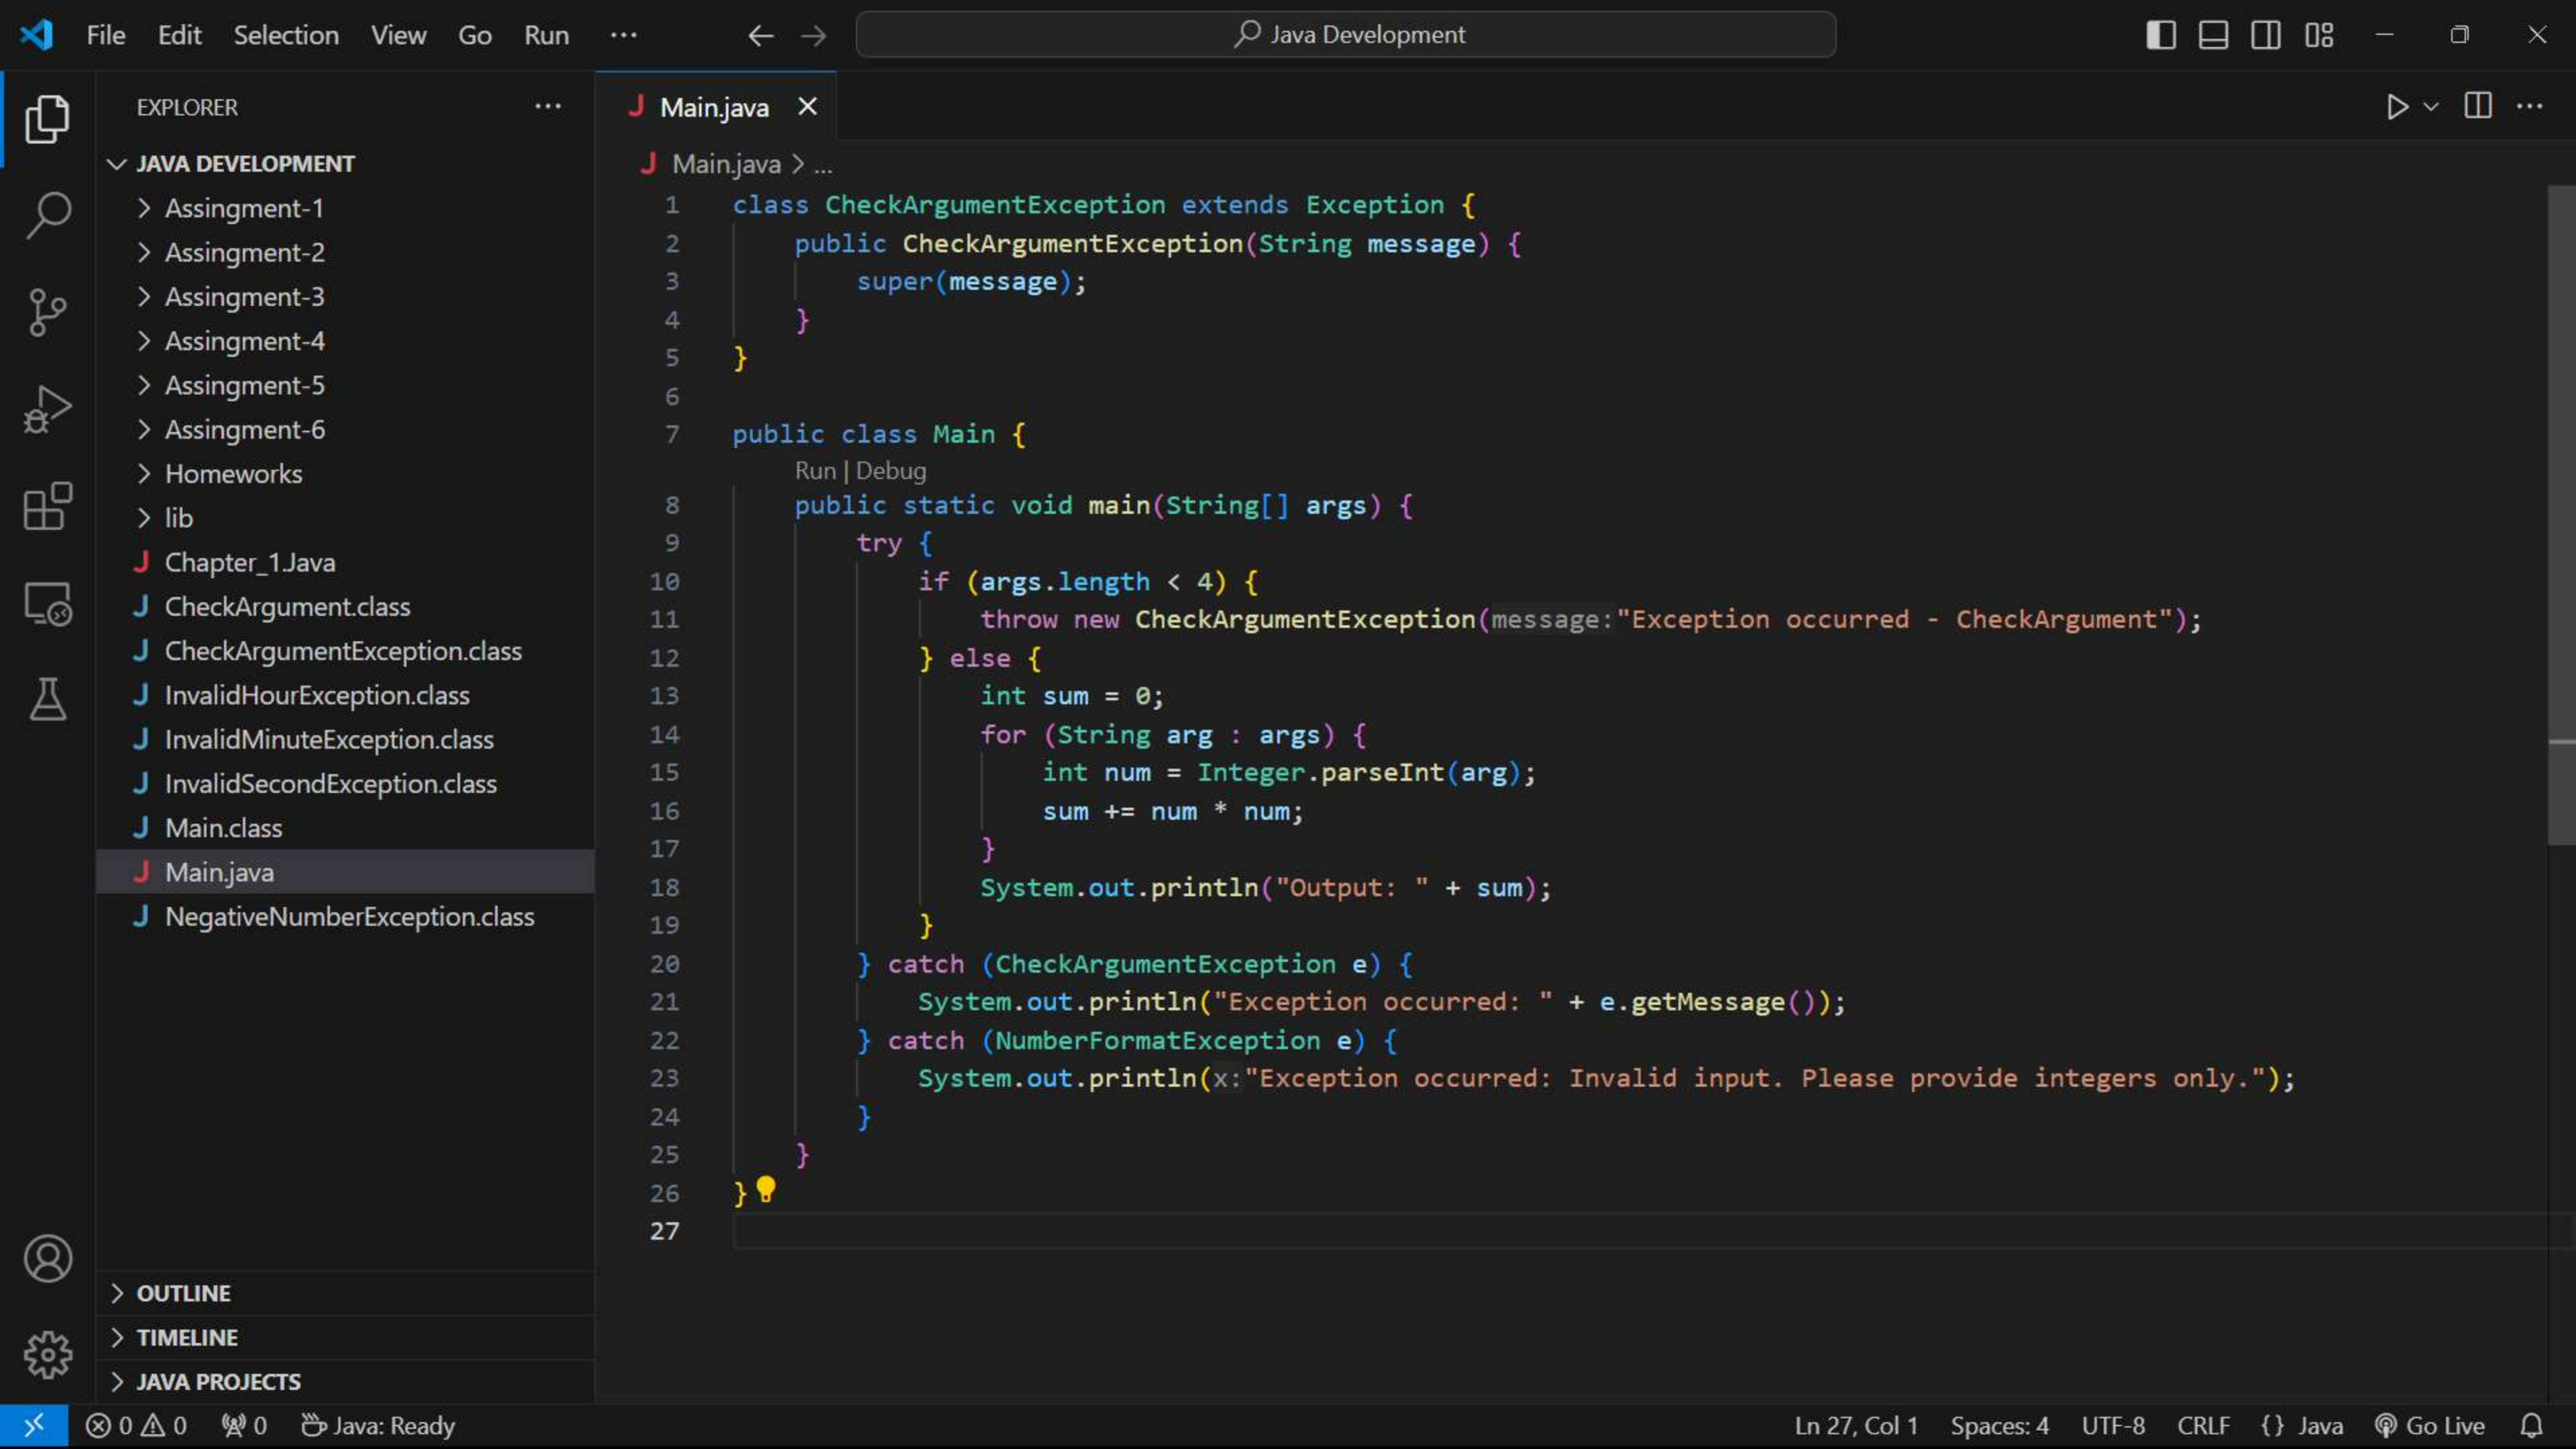 File Edit Selection View Go Run ··· Java Development
EXPLORER ···
JAVA DEVELOPMENT
Assingment-1
Assingment-2
Assingment-3
Assingment-4
Assingment-5
Assingment-6
Homeworks
lib
J Chapter_1.Java
J CheckArgument.class
J CheckArgumentException.class
J InvalidHourException.class
J InvalidMinuteException.class
J InvalidSecondException.class
J Main.class
J Main.java
J NegativeNumberException.class
OUTLINE
TIMELINE
JAVA PROJECTS
J Main.java
J Main.java > ...
1 class CheckArgumentException extends Exception {
2 public CheckArgumentException(String message) {
3 super(message);
4 }
5 }
6
7 public class Main {
Run | Debug
8 public static void main(String[] args) {
9 try {
10 if (args.length < 4) {
11 throw new CheckArgumentException(message:"Exception occurred - CheckArgument");
12 } else {
13 int sum = 0;
14 for (String arg : args) {
15 int num = Integer.parseInt(arg);
16 sum += num * num;
17 }
18 System.out.println("Output: " + sum);
19 }
20 } catch (CheckArgumentException e) {
21 System.out.println("Exception occurred: " + e.getMessage());
22 } catch (NumberFormatException e) {
23 System.out.println(x:"Exception occurred: Invalid input. Please provide integers only.");
24 }
25 }
26 }
27
0 0 0 Java: Ready Ln 27, Col 1 Spaces: 4 UTF-8 CRLF {} Java Go Live